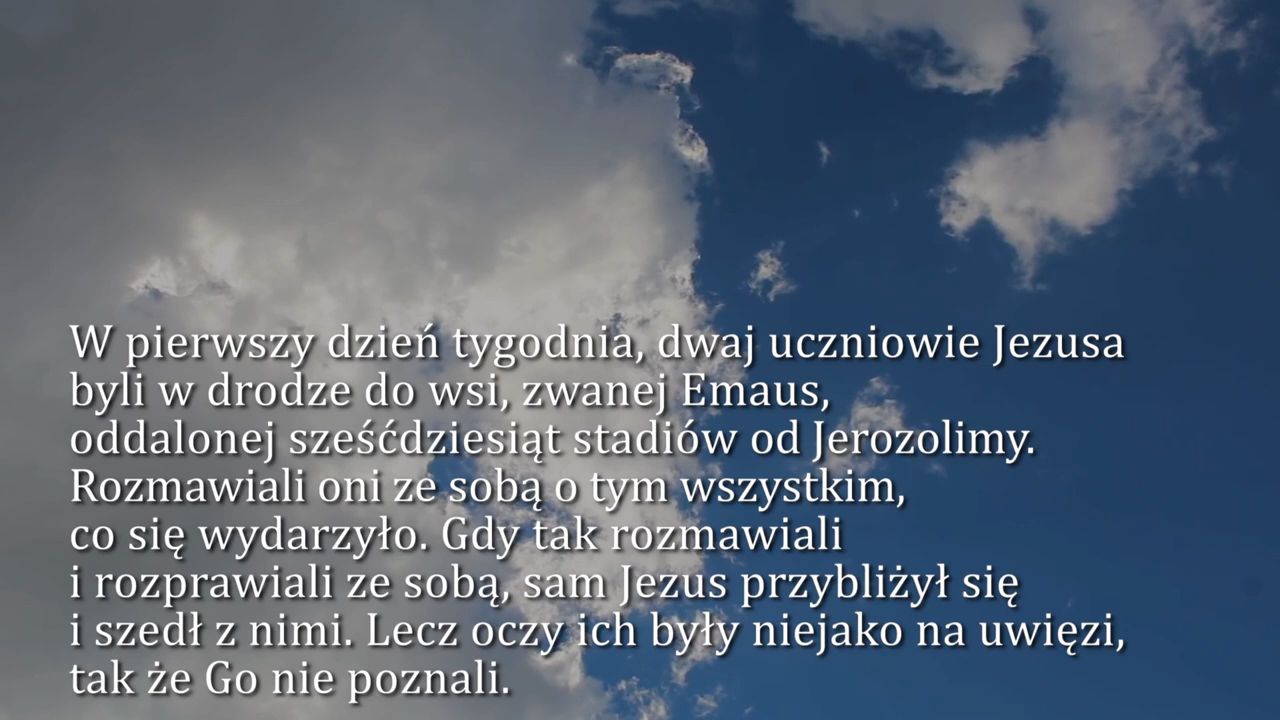 W pierwszy dzień tygodnia, dwaj uczniowie Jezusa
byli w drodze do wsi, zwanej Emaus,
oddalonej sześćdziesiąt stadiów od Jerozolimy.
Rozmawiali oni ze sobą o tym wszystkim,
co się wydarzyło. Gdy tak rozmawiali
i rozprawiali ze sobą, sam Jezus przybliżył się
i szedł z nimi. Lecz oczy ich były niejako na uwięzi,
tak że Go nie poznali.